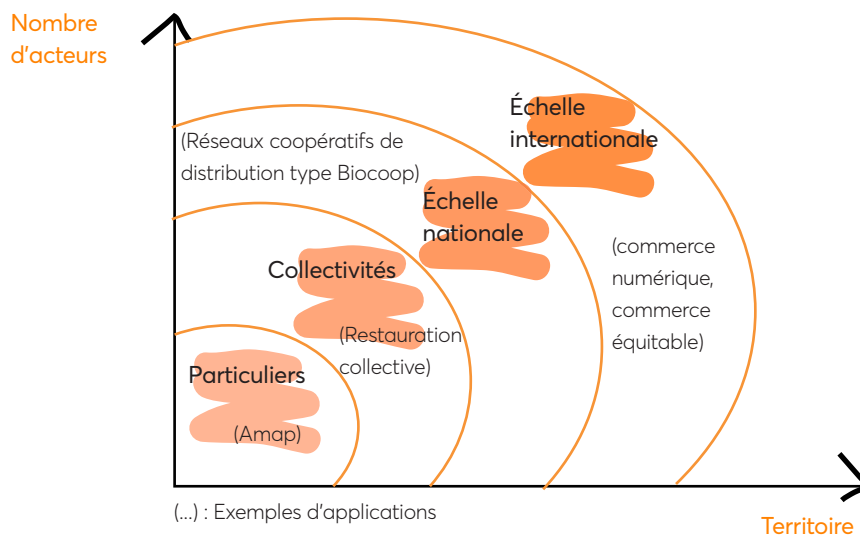 Nombre
d'acteurs
Échelle
internationale
(Réseaux coopératifs de
distribution type Biocoop)
Échelle
nationale
(commerce
numérique,
commerce
équitable)
Collectivités
(Restauration
collective)
Particuliers
(Amap)
(...) : Exemples d'applications
Territoire